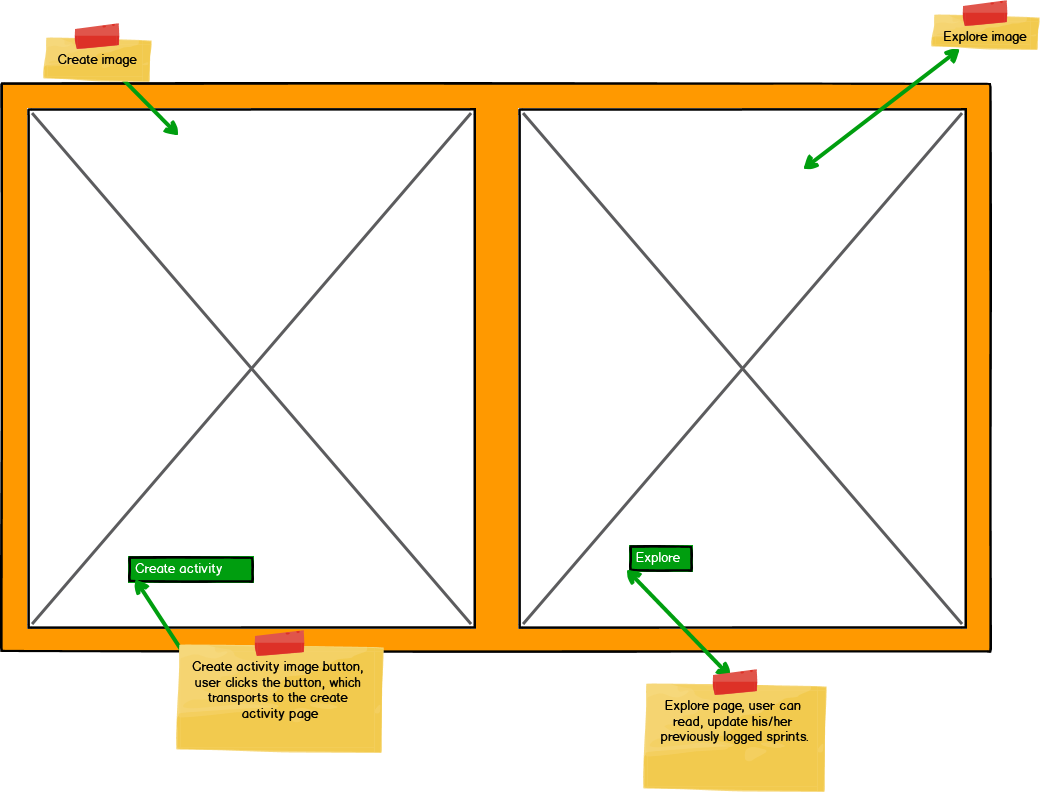 Create image
Explore image
Create activity
Explore
Create activity image button,
user clicks the button, which
transports to the create
activity page
Explore page, user can
read, update his/her
previously logged sprints.